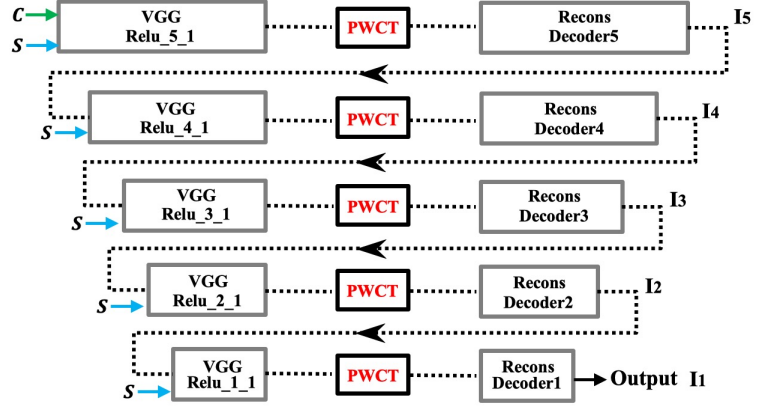 C
S
VGG
Relu_5_1
PWCT
Recons
Decoder5
I5
S
VGG
Relu_4_1
PWCT
Recons
Decoder4
I4
S
VGG
Relu_3_1
PWCT
Recons
Decoder3
I3
S
VGG
Relu_2_1
PWCT
Recons
Decoder2
I2
S
VGG
Relu_1_1
PWCT
Recons
Decoder1
Output I1